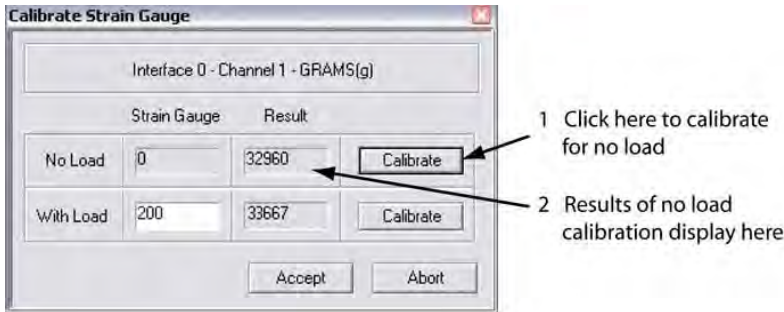 Calibrate Strain Gauge
Interface 0 - Channel 1 - GRAMS(g)
Strain Gauge Result
No Load 0 32960 Calibrate
With Load 200 33667 Calibrate
Accept Abort
1 Click here to calibrate
for no load
2 Results of no load
calibration display here